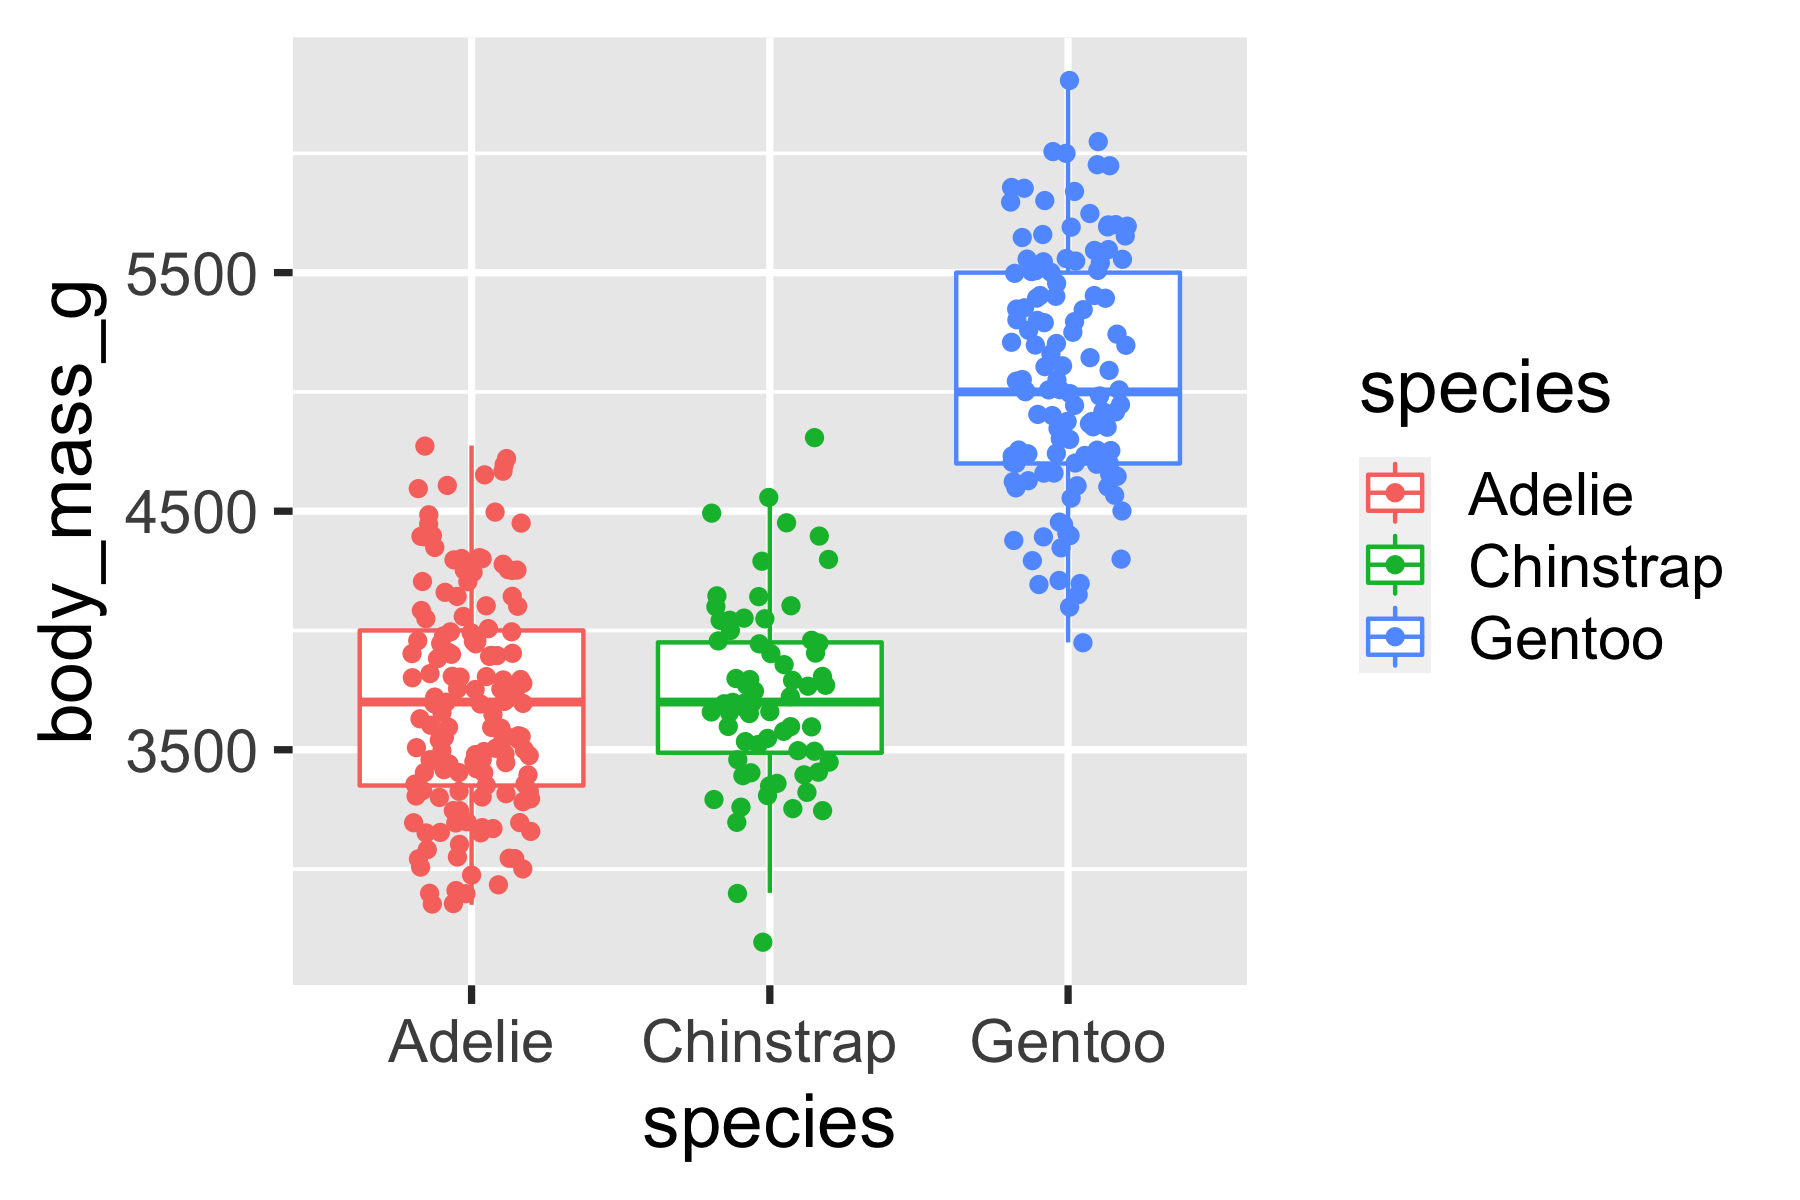 body_mass_g
5500
4500
3500
Adelie Chinstrap Gentoo
species
species
Adelie
Chinstrap
Gentoo